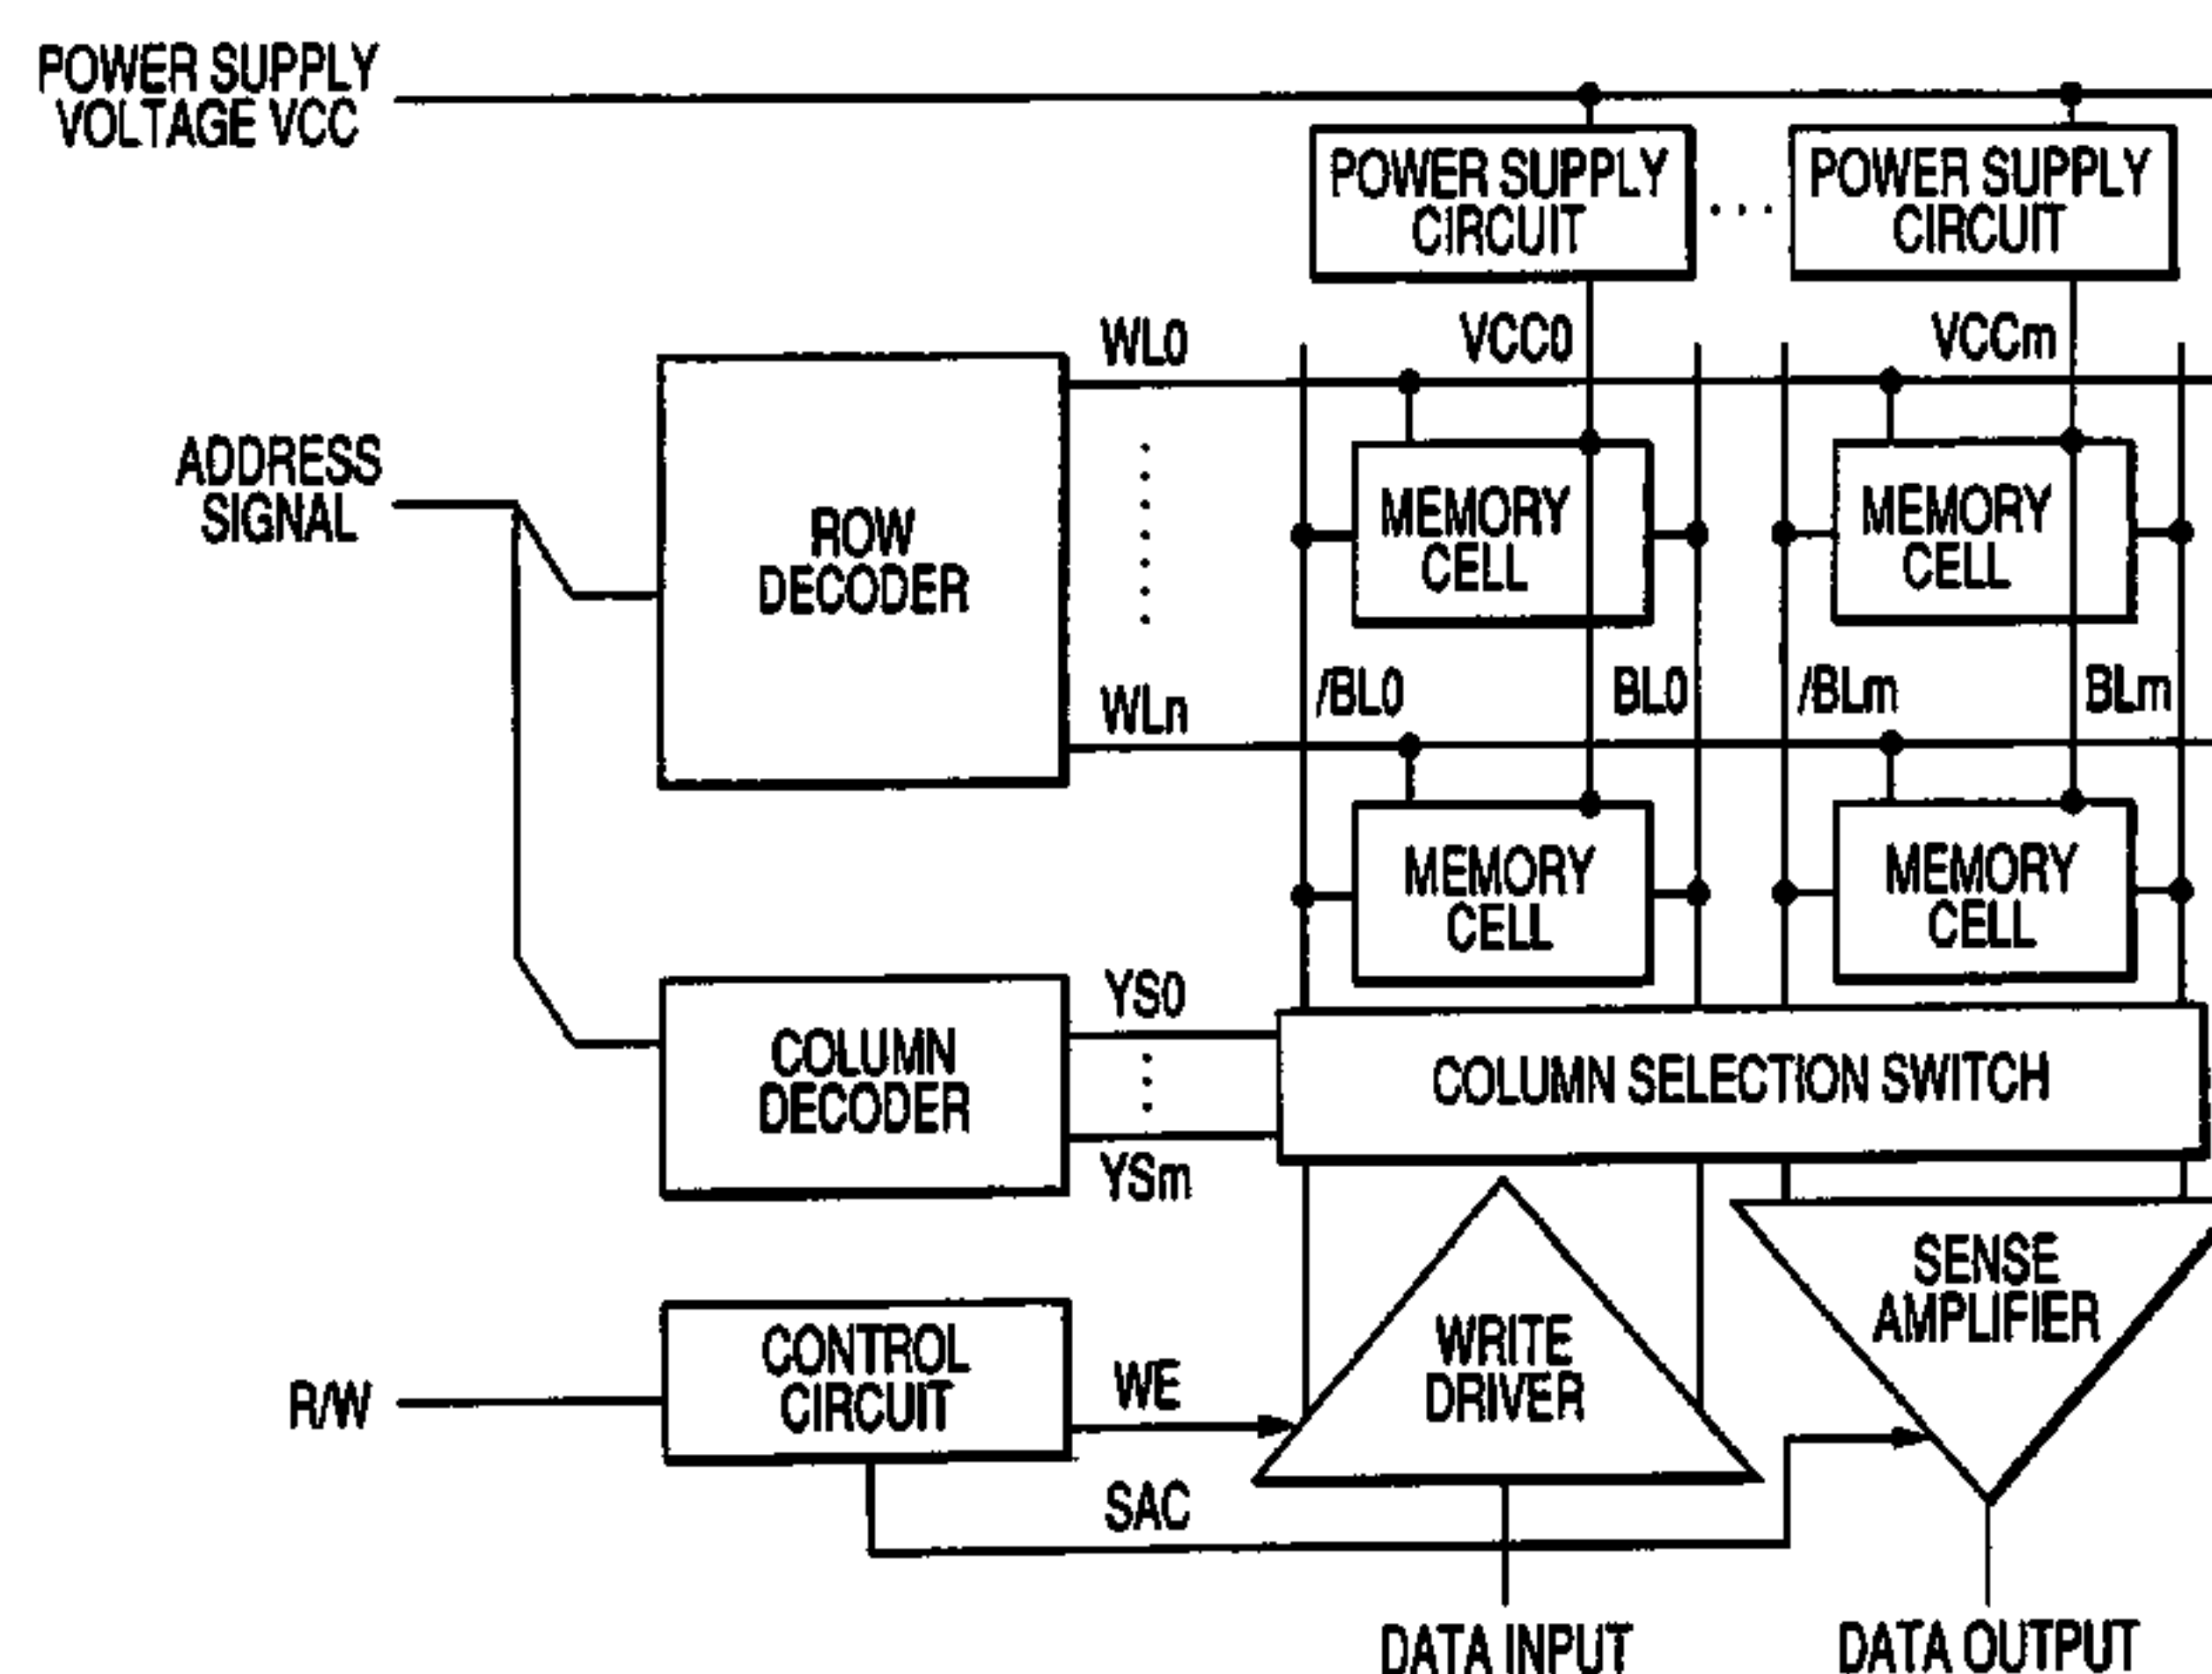 POWER SUPPLY
VOLTAGE VCC
POWER SUPPLY
CIRCUIT
. . .
POWER SUPPLY
CIRCUIT
WL0
VCC0
VCCm
ADDRESS
SIGNAL
ROW
DECODER
MEMORY
CELL
MEMORY
CELL
WLn
/BL0
BL0
/BLm
BLm
MEMORY
CELL
MEMORY
CELL
COLUMN
DECODER
YS0
YSm
COLUMN SELECTION SWITCH
R/W
CONTROL
CIRCUIT
WE
SAC
WRITE
DRIVER
SENSE
AMPLIFIER
DATA INPUT
DATA OUTPUT